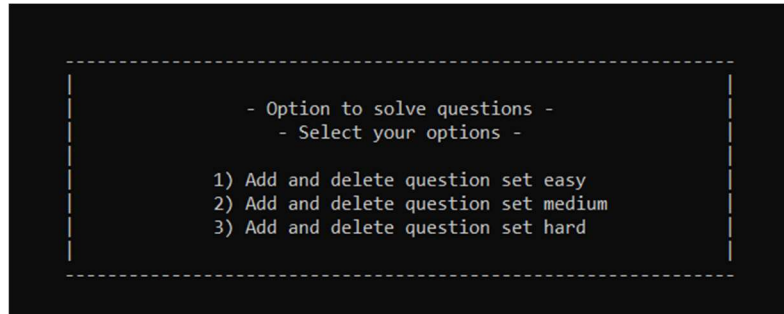 - Option to solve questions -
- Select your options -
1) Add and delete question set easy
2) Add and delete question set medium
3) Add and delete question set hard